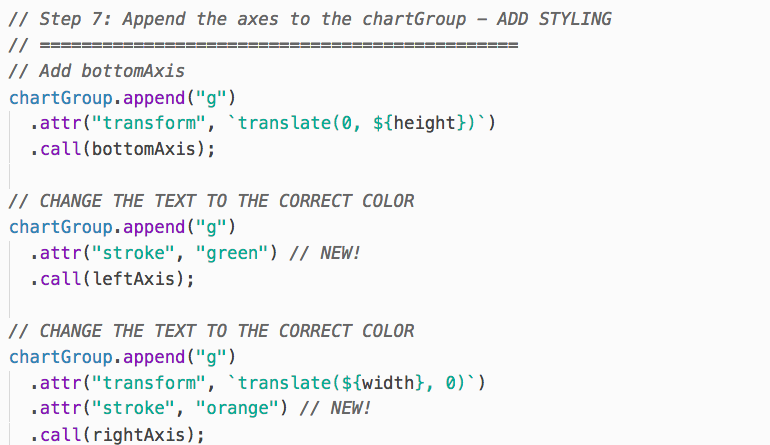 // Step 7: Append the axes to the chartGroup – ADD STYLING
// ==============================================
// Add bottomAxis
chartGroup.append("g")
  .attr("transform", `translate(0, ${height})`)
  .call(bottomAxis);

// CHANGE THE TEXT TO THE CORRECT COLOR
chartGroup.append("g")
  .attr("stroke", "green") // NEW!
  .call(leftAxis);

// CHANGE THE TEXT TO THE CORRECT COLOR
chartGroup.append("g")
  .attr("transform", `translate(${width}, 0)`)
  .attr("stroke", "orange") // NEW!
  .call(rightAxis);